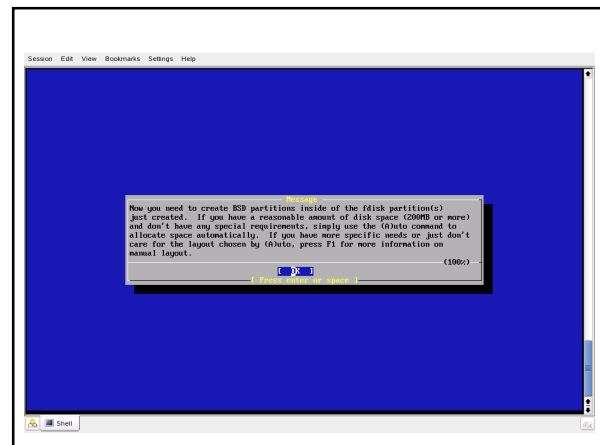 Session Edit View Bookmarks Settings Help
Message
Now you need to create BSD partitions inside of the fdisk partition(s)
just created. If you have a reasonable amount of disk space (200MB or more)
and don't have any special requirements, simply use the (A)uto command to
allocate space automatically. If you have more specific needs or just don't
care for the layout chosen by (A)uto, press F1 for more information on
manual layout.
(100%)
[ Press enter or space ]
Shell